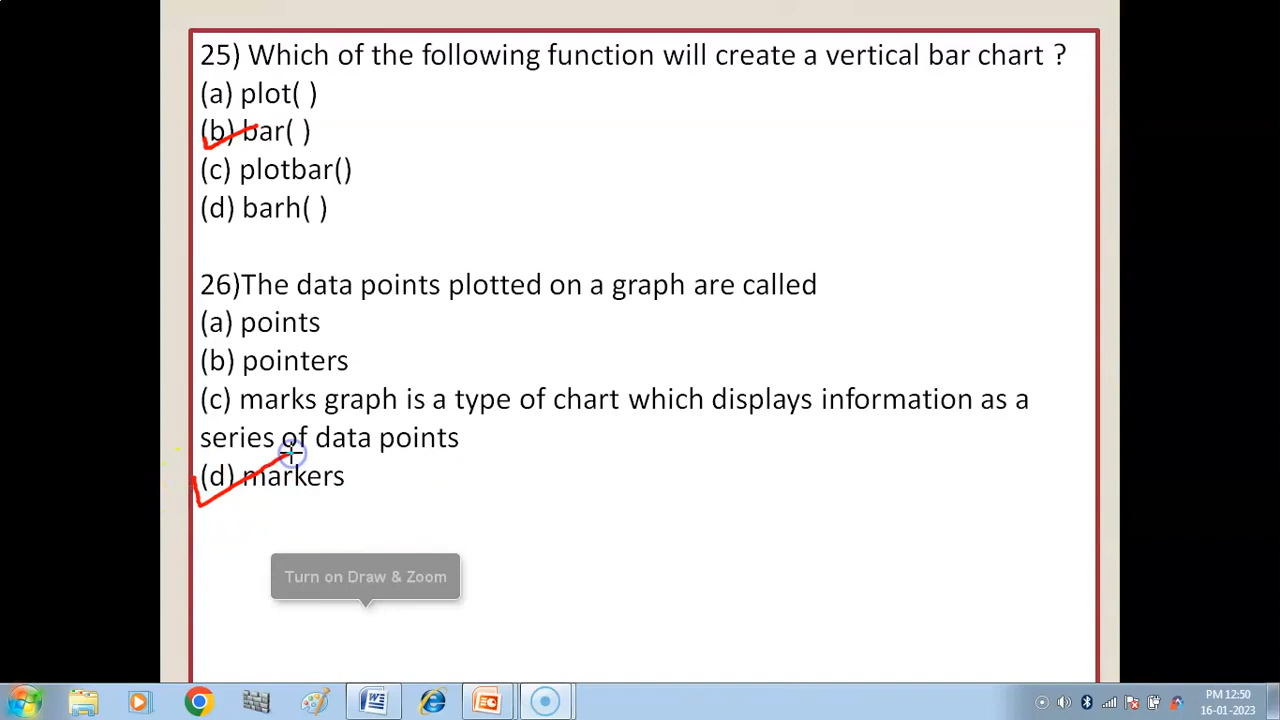 25) Which of the following function will create a vertical bar chart ?
(a) plot( )
(b) bar( )
(c) plotbar()
(d) barh( )
26)The data points plotted on a graph are called
(a) points
(b) pointers
(c) marks graph is a type of chart which displays information as a
series of data points
(d) markers
Turn on Draw & Zoom
PM 12:50
16-01-2023